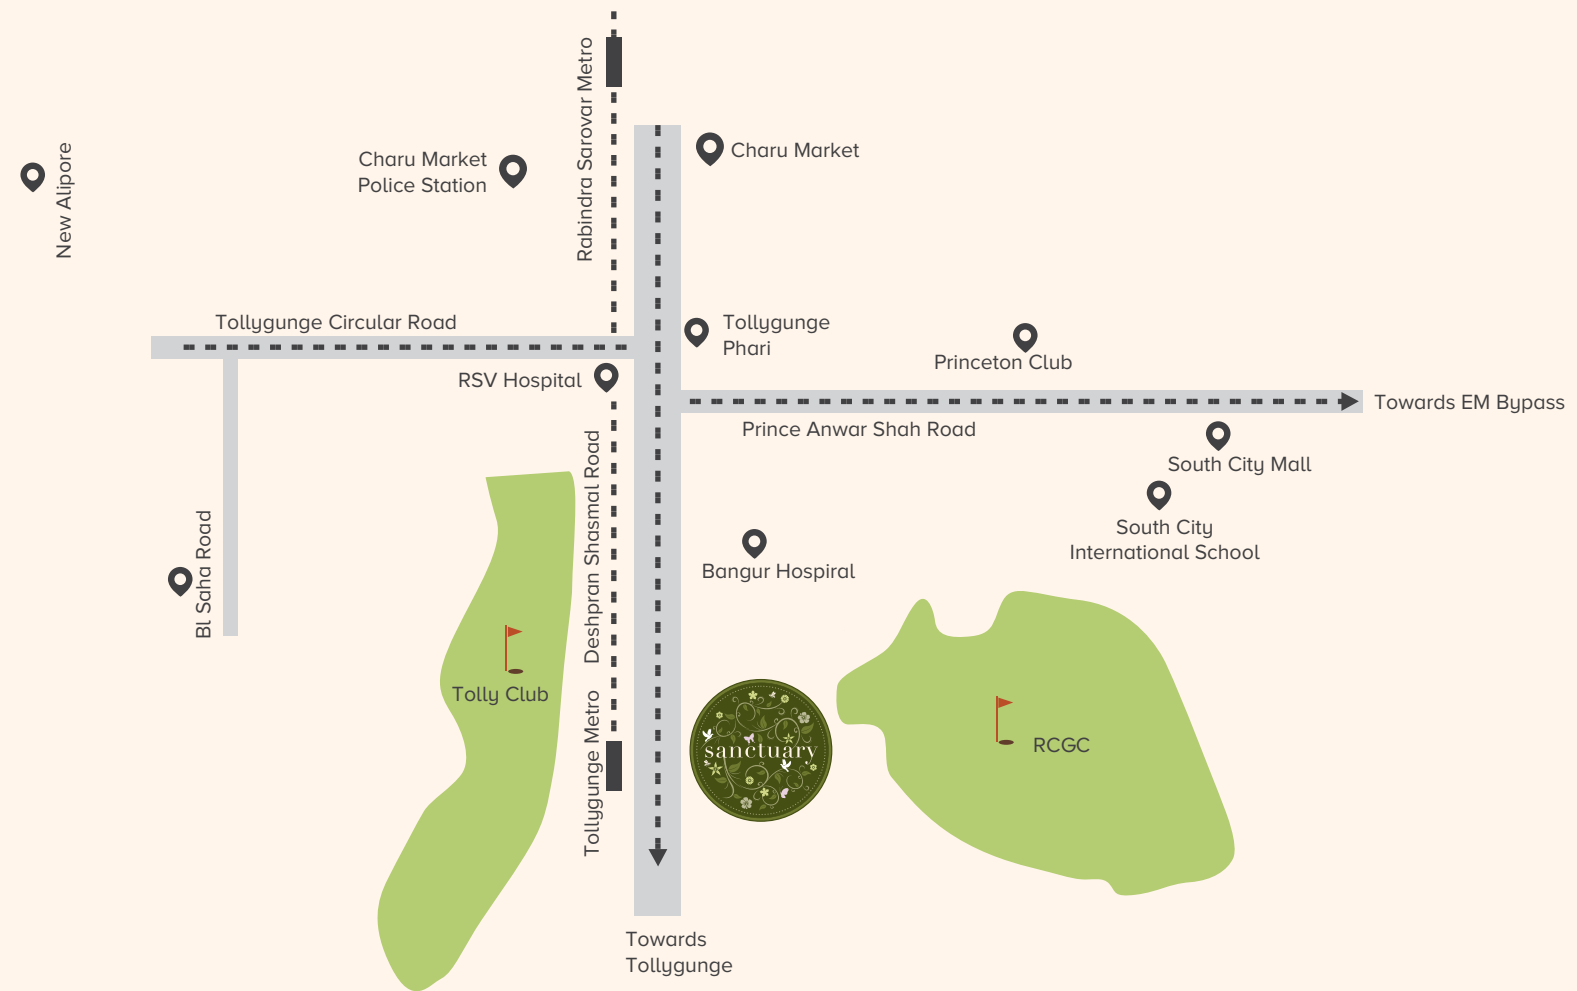 Rabindra Sarovar Metro
New Alipore
Charu Market
Police Station
Charu Market
Tollygunge Circular Road
Tollygunge
Phari
Princeton Club
RSV Hospital
Towards EM Bypass
Prince Anwar Shah Road
South City Mall
Deshpran Shasmal Road
South City
International School
Bl Saha Road
Bangur Hospiral
Tolly Club
Tollygunge Metro
sanctuary
RCGC
Towards
Tollygunge